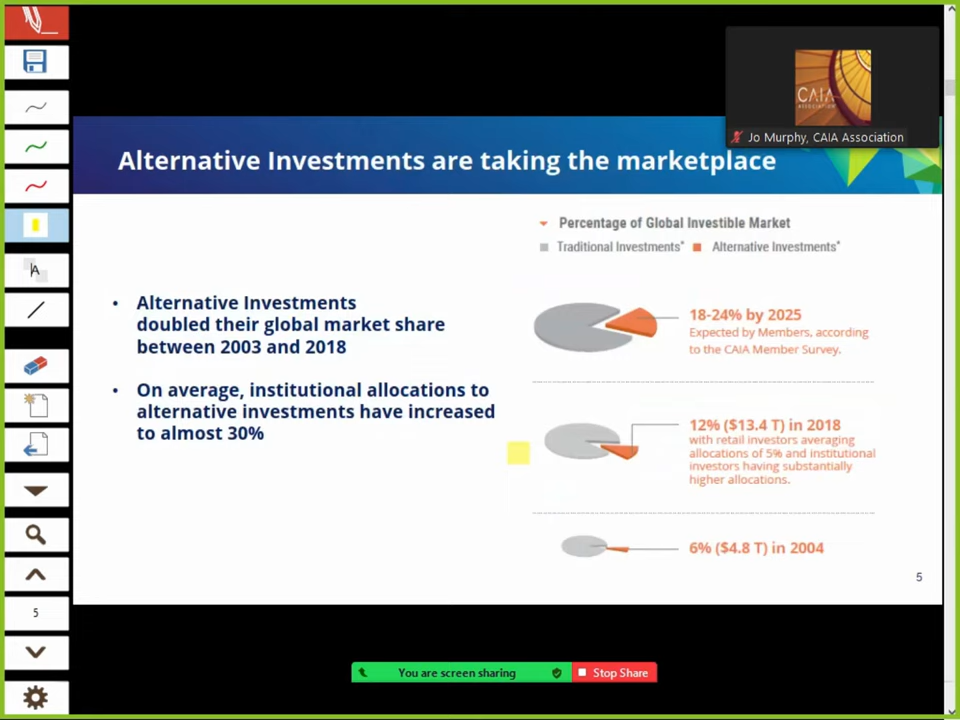 CAIA
ASSOCIATION
Jo Murphy, CAIA Association
Alternative Investments are taking the marketplace
Percentage of Global Investible Market
Traditional Investments* Alternative Investments*
• Alternative Investments
doubled their global market share
between 2003 and 2018
• On average, institutional allocations to
alternative investments have increased
to almost 30%
18-24% by 2025
Expected by Members, according
to the CAIA Member Survey.
12% ($13.4 T) in 2018
with retail investors averaging
allocations of 5% and institutional
investors having substantially
higher allocations.
6% ($4.8 T) in 2004
5
A
5
You are screen sharing
Stop Share